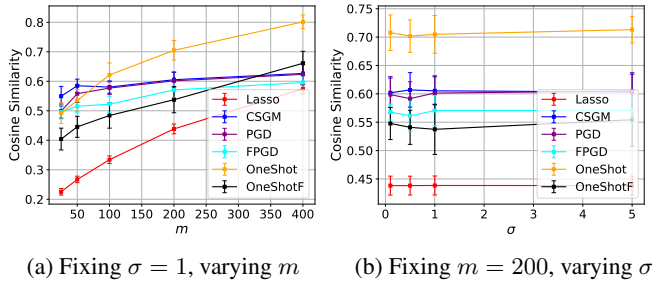 Cosine Similarity
0.8
0.7
0.6
0.5
0.4
0.3
0.2
50 100 150 200 250 300 350 400
m
Lasso
CSGM
PGD
FPGD
OneShot
OneShotF
Cosine Similarity
0.75
0.70
0.65
0.60
0.55
0.50
0.45
0 1 2 3 4 5
σ
Lasso
CSGM
PGD
FPGD
OneShot
OneShotF
(a) Fixing σ = 1, varying m
(b) Fixing m = 200, varying σ